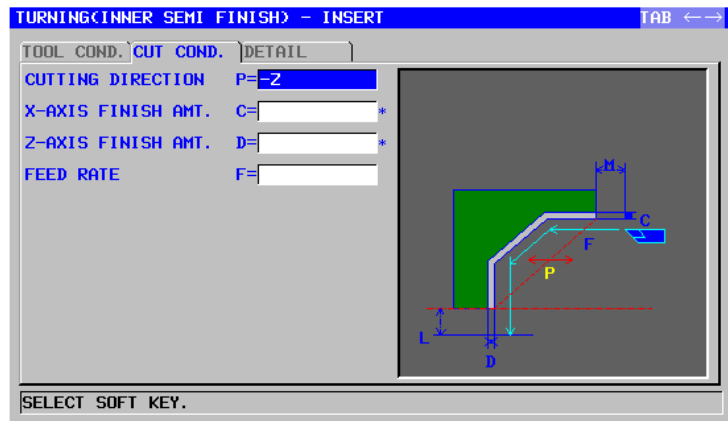 TURNING(INNER SEMI FINISH) - INSERT TAB ←→
TOOL COND. CUT COND. DETAIL
CUTTING DIRECTION P=-Z
X-AXIS FINISH AMT. C= *
Z-AXIS FINISH AMT. D= *
FEED RATE F=
M
C
F
P
L
D
SELECT SOFT KEY.